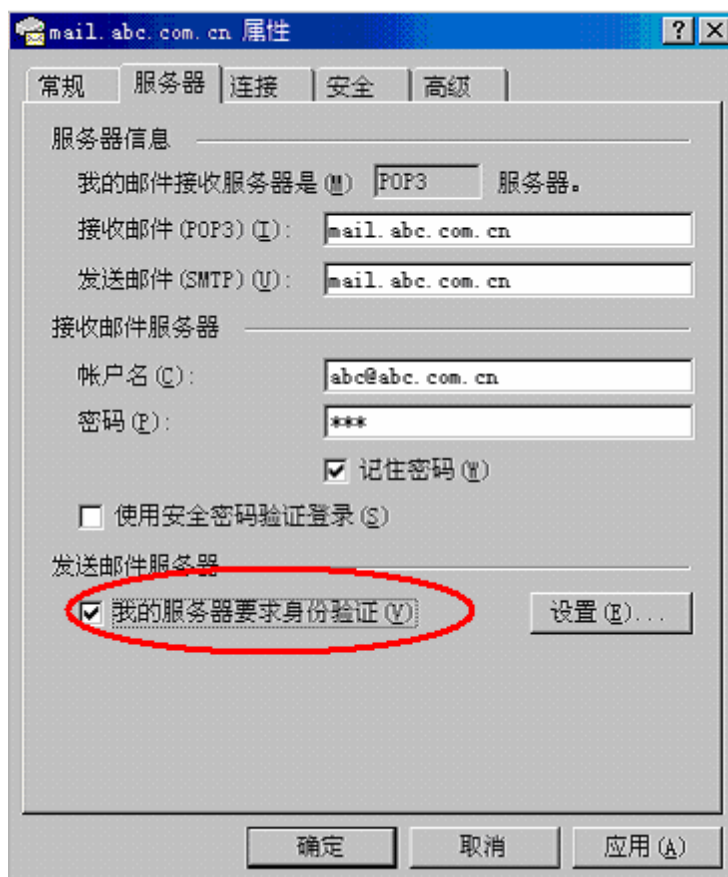 mail.abc.com.cn 属性
常规 服务器 连接 安全 高级
服务器信息
我的邮件接收服务器是(M) POP3 服务器。
接收邮件(POP3)(I): mail.abc.com.cn
发送邮件(SMTP)(U): mail.abc.com.cn
接收邮件服务器
帐户名(C): abc@abc.com.cn
密码(P): ***
记住密码(W)
使用安全密码验证登录(S)
发送邮件服务器
我的服务器要求身份验证(V) 设置(E)...
确定 取消 应用(A)